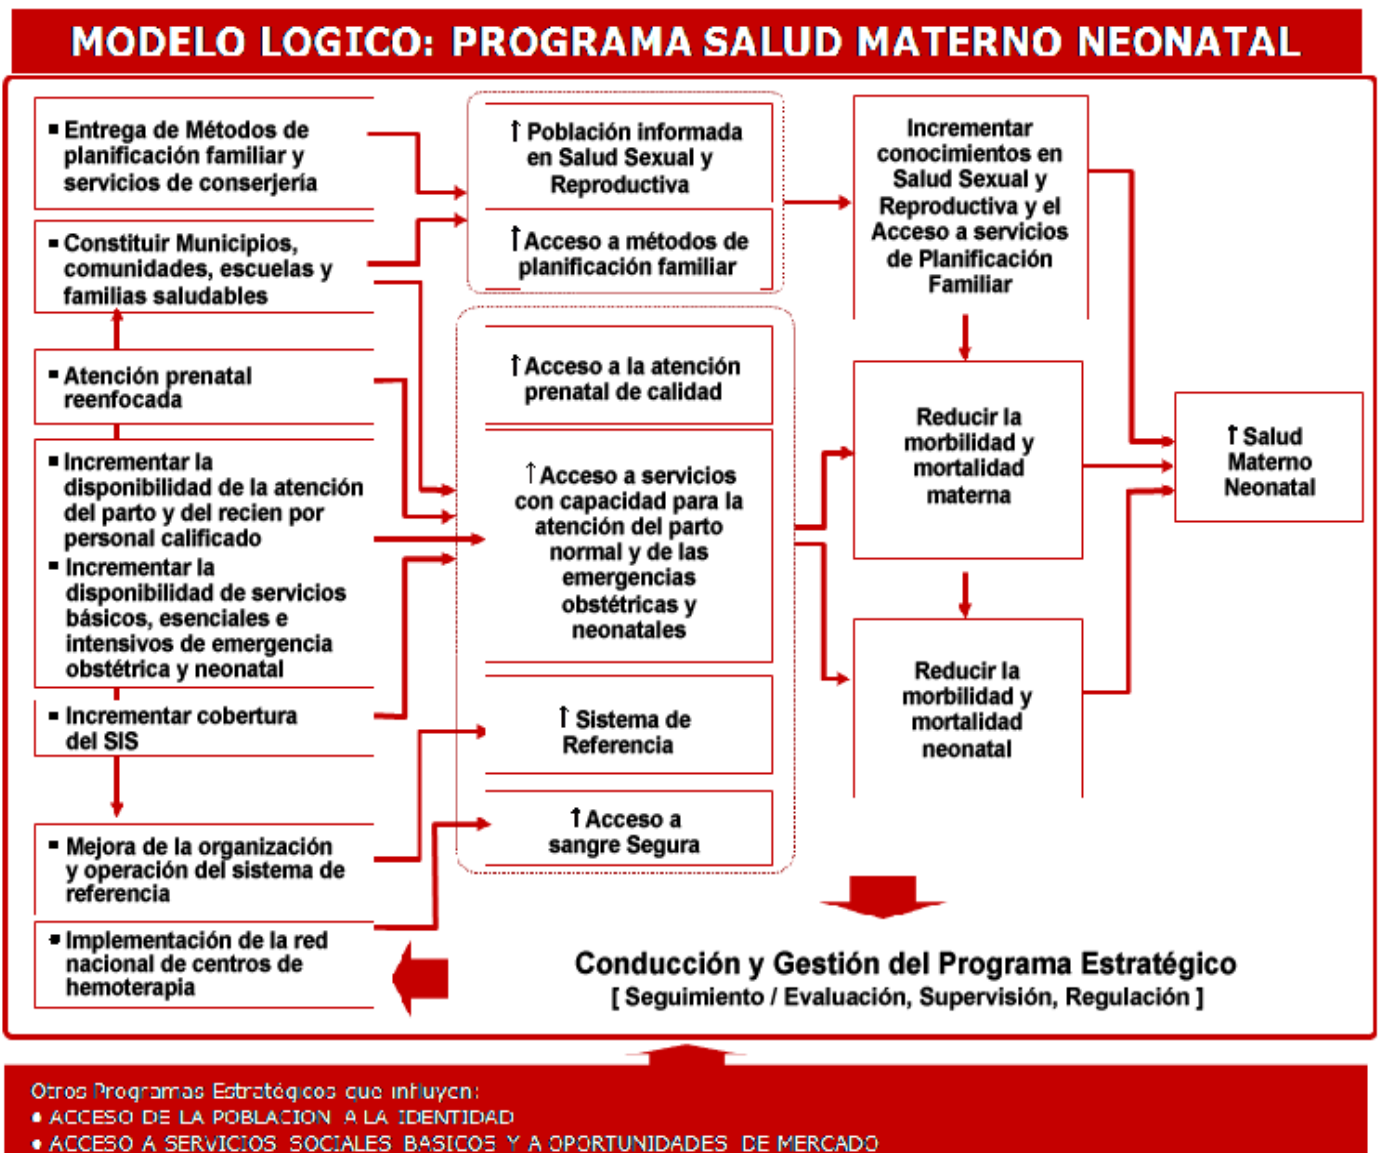 MODELO LOGICO: PROGRAMA SALUD MATERNO NEONATAL
▪ Entrega de Métodos de
planificación familiar y
servicios de conserjería
▪ Constituir Municipios,
comunidades, escuelas y
familias saludables
▪ Atención prenatal
reenfocada
▪ Incrementar la
disponibilidad de la atención
del parto y del recien por
personal calificado
▪ Incrementar la
disponibilidad de servicios
básicos, esenciales e
intensivos de emergencia
obstétrica y neonatal
▪ Incrementar cobertura
del SIS
▪ Mejora de la organización
y operación del sistema de
referencia
▪ Implementación de la red
nacional de centros de
hemoterapia
↑ Población informada
en Salud Sexual y
Reproductiva
↑ Acceso a métodos de
planificación familiar
↑ Acceso a la atención
prenatal de calidad
↑ Acceso a servicios
con capacidad para la
atención del parto
normal y de las
emergencias
obstétricas y
neonatales
↑ Sistema de
Referencia
↑ Acceso a
sangre Segura
Incrementar
conocimientos en
Salud Sexual y
Reproductiva y el
Acceso a servicios
de Planificación
Familiar
Reducir la
morbilidad y
mortalidad
materna
Reducir la
morbilidad y
mortalidad
neonatal
↑ Salud
Materno
Neonatal
Conducción y Gestión del Programa Estratégico
[ Seguimiento / Evaluación, Supervisión, Regulación ]
Otros Programas Estratégicos que influyen:
• ACCESO DE LA POBLACION A LA IDENTIDAD
• ACCESO A SERVICIOS SOCIALES BASICOS Y A OPORTUNIDADES DE MERCADO